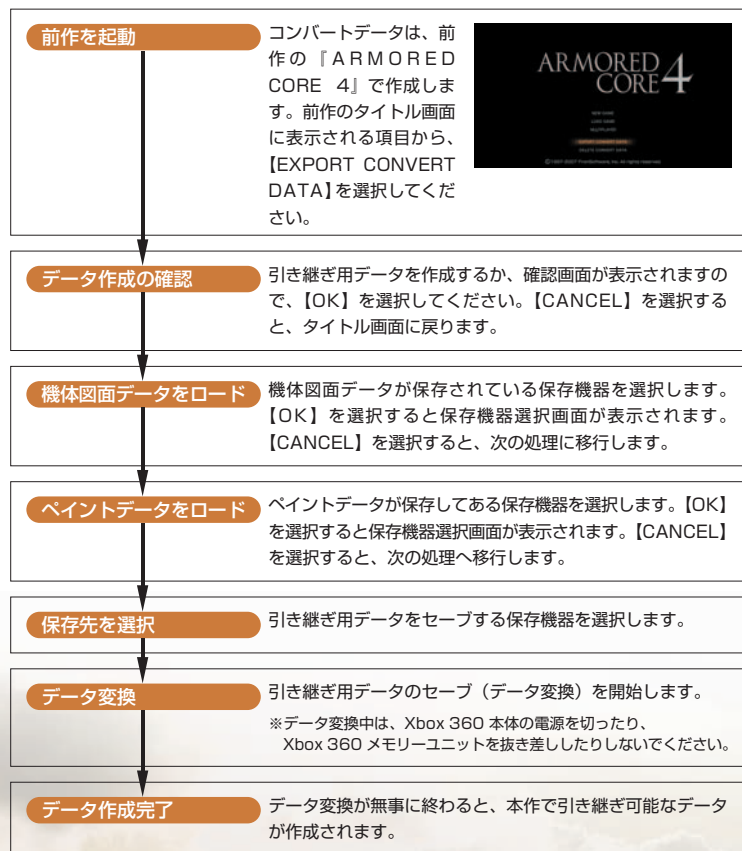 前作を起動
コンバートデータは、前
作の『ARMORED
CORE 4』で作成しま
す。前作のタイトル画面
に表示される項目から、
【EXPORT CONVERT
DATA】を選択してくだ
さい。
ARMORED
CORE 4
NEW GAME
LOAD GAME
MULTIPLAYER
EXPORT CONVERT DATA
DELETE CONVERT DATA
©1997-2007 FromSoftware, Inc. All rights reserved.
データ作成の確認
引き継ぎ用データを作成するか、確認画面が表示されますの
で、【OK】を選択してください。【CANCEL】を選択する
と、タイトル画面に戻ります。
機体図面データをロード
機体図面データが保存されている保存機器を選択します。
【OK】を選択すると保存機器選択画面が表示されます。
【CANCEL】を選択すると、次の処理に移行します。
ペイントデータをロード
ペイントデータが保存してある保存機器を選択します。【OK】
を選択すると保存機器選択画面が表示されます。【CANCEL】
を選択すると、次の処理へ移行します。
保存先を選択
引き継ぎ用データをセーブする保存機器を選択します。
データ変換
引き継ぎ用データのセーブ（データ変換）を開始します。
※データ変換中は、Xbox 360 本体の電源を切ったり、
Xbox 360 メモリーユニットを抜き差ししたりしないでください。
データ作成完了
データ変換が無事に終わると、本作で引き継ぎ可能なデータ
が作成されます。